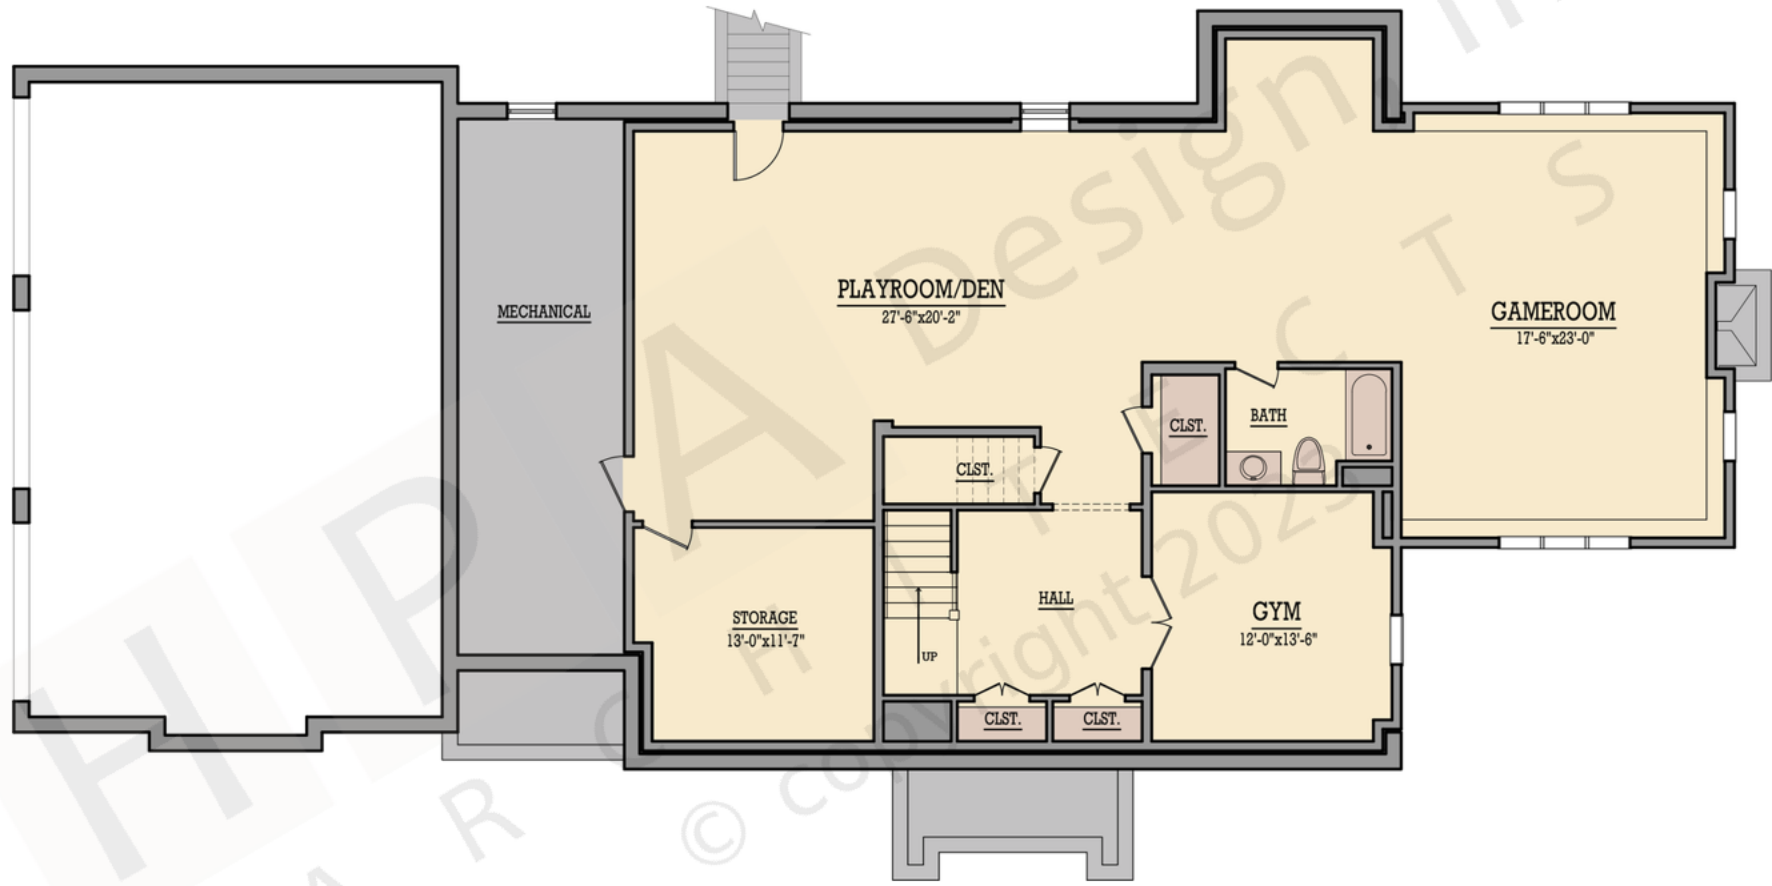 MECHANICAL
PLAYROOM/DEN
27'-6"x20'-2"
GAMEROOM
17'-6"x23'-0"
CLST.
BATH
CLST.
STORAGE
13'-0"x11'-7"
HALL
GYM
12'-0"x13'-6"
UP
CLST.
CLST.
HPA Design, In
ARCHITECTS
© copyright 2023